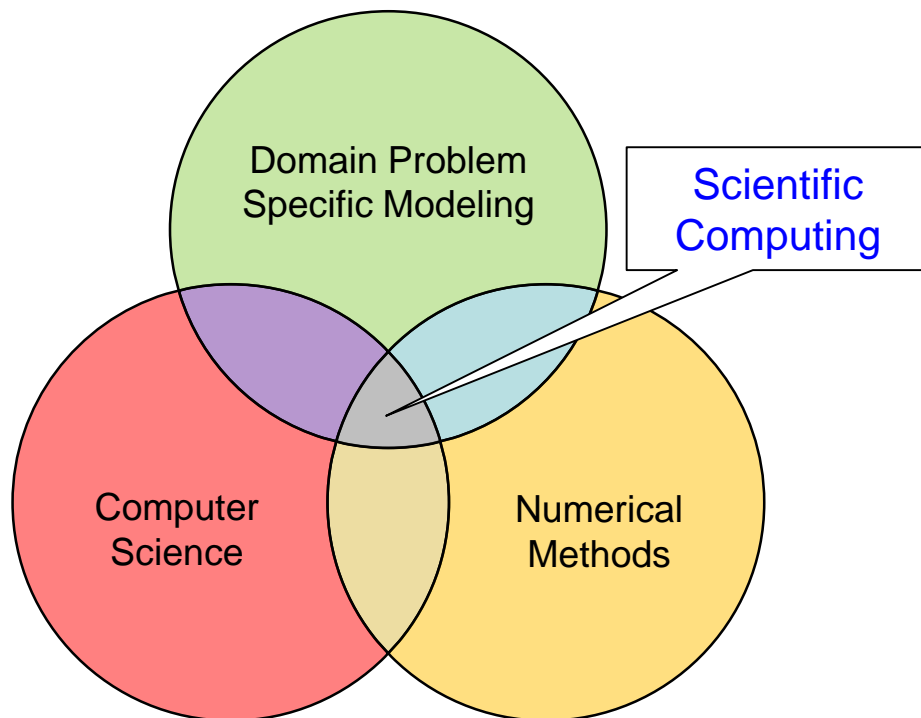 Domain Problem
Specific Modeling
Scientific
Computing
Computer
Science
Numerical
Methods